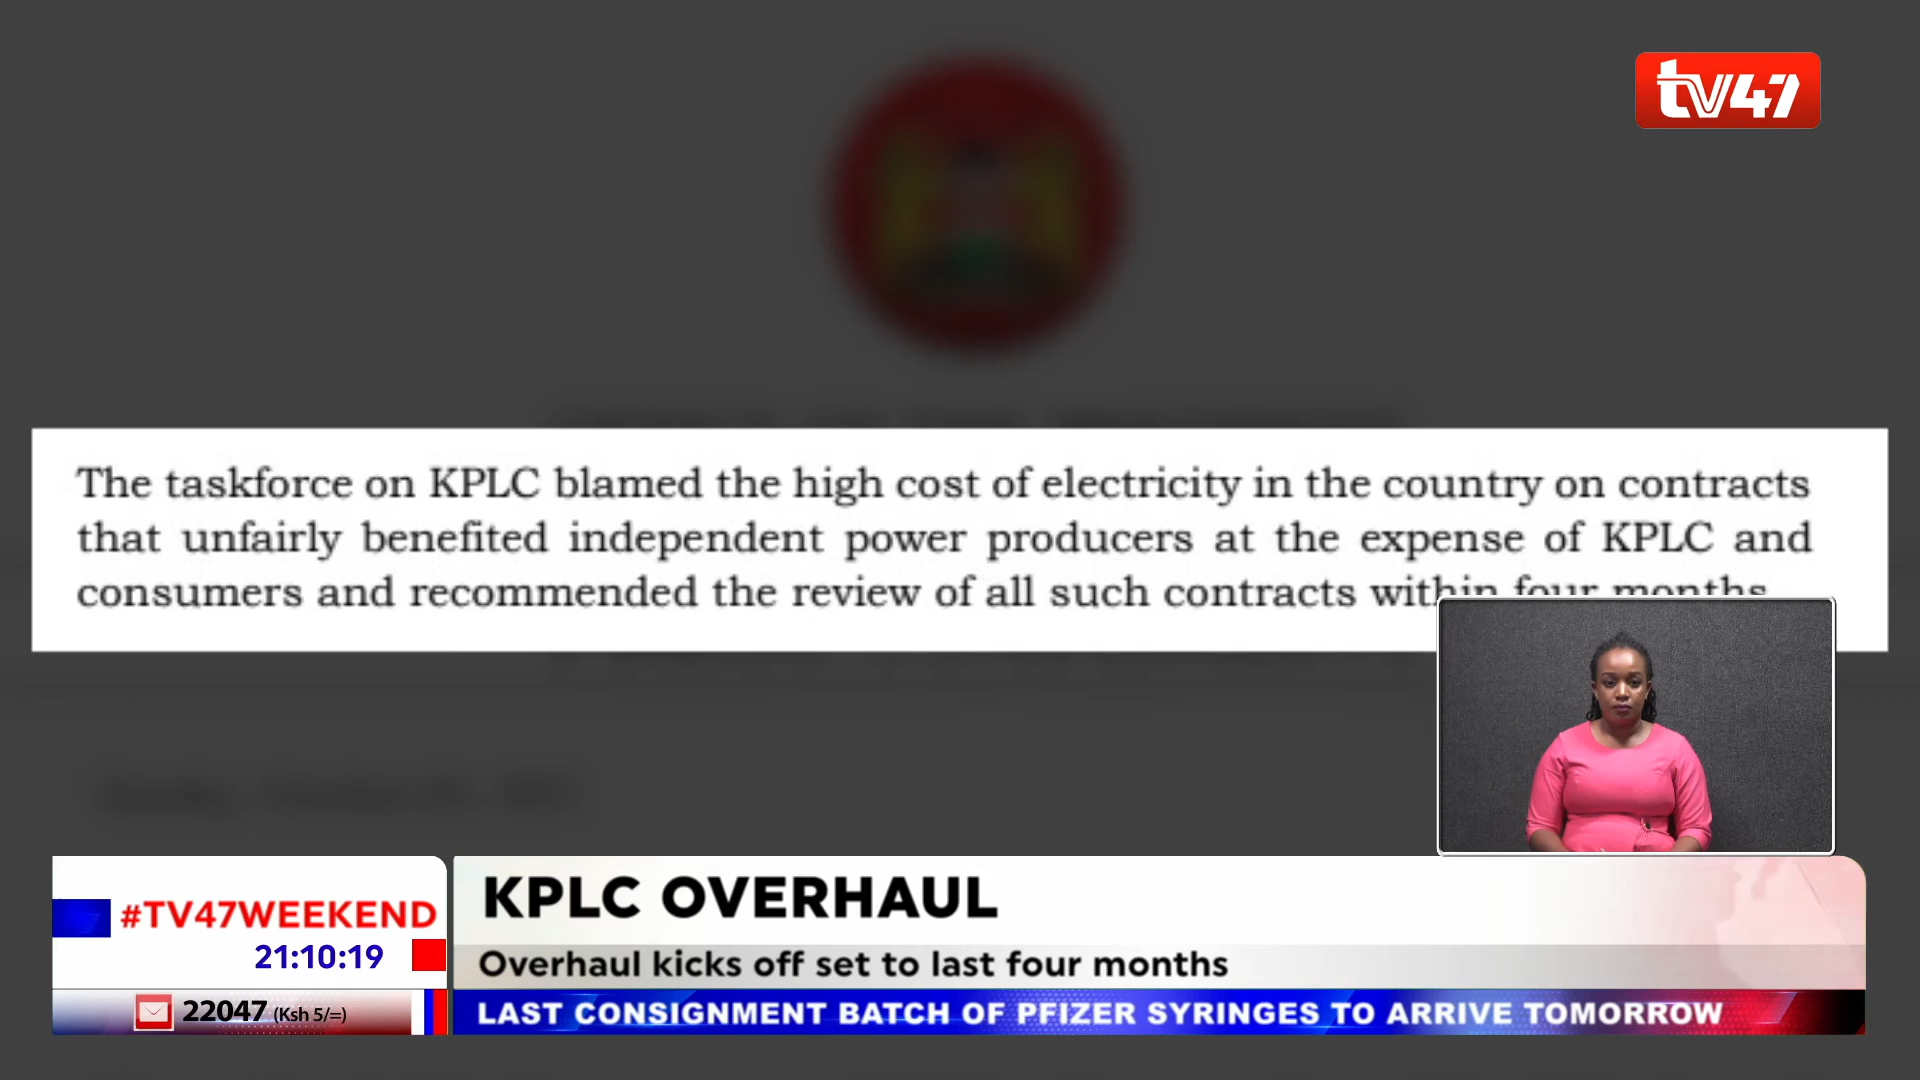 tv47
The taskforce on KPLC blamed the high cost of electricity in the country on contracts
that unfairly benefited independent power producers at the expense of KPLC and
consumers and recommended the review of all such contracts within four months
#TV47WEEKEND
21:10:19
22047 (Ksh 5/=)
KPLC OVERHAUL
Overhaul kicks off set to last four months
LAST CONSIGNMENT BATCH OF PFIZER SYRINGES TO ARRIVE TOMORROW